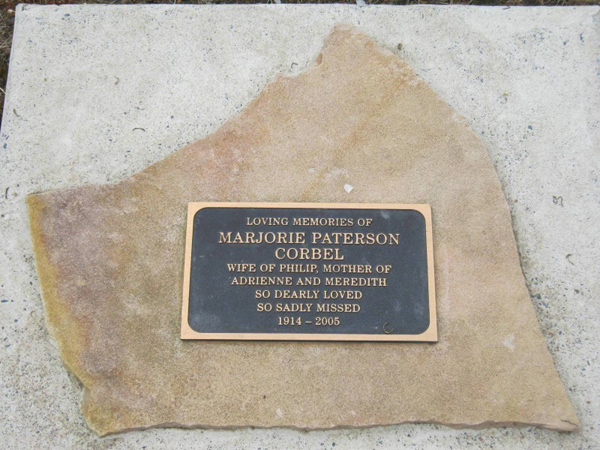 LOVING MEMORIES OF
MARJORIE PATERSON
CORBEL
WIFE OF PHILIP, MOTHER OF
ADRIENNE AND MEREDITH
SO DEARLY LOVED
SO SADLY MISSED
1914 – 2005